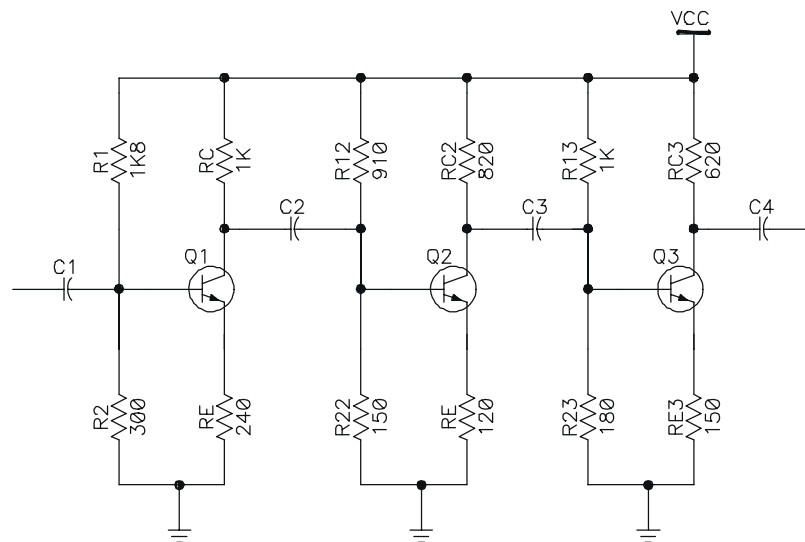 VCC
R1
1K8
RC
1K
R12
910
RC2
820
R13
1K
RC3
620
C2
C3
C4
Q1
Q2
Q3
C1
R2
300
RE
240
R22
150
RE
120
R23
180
RE3
150